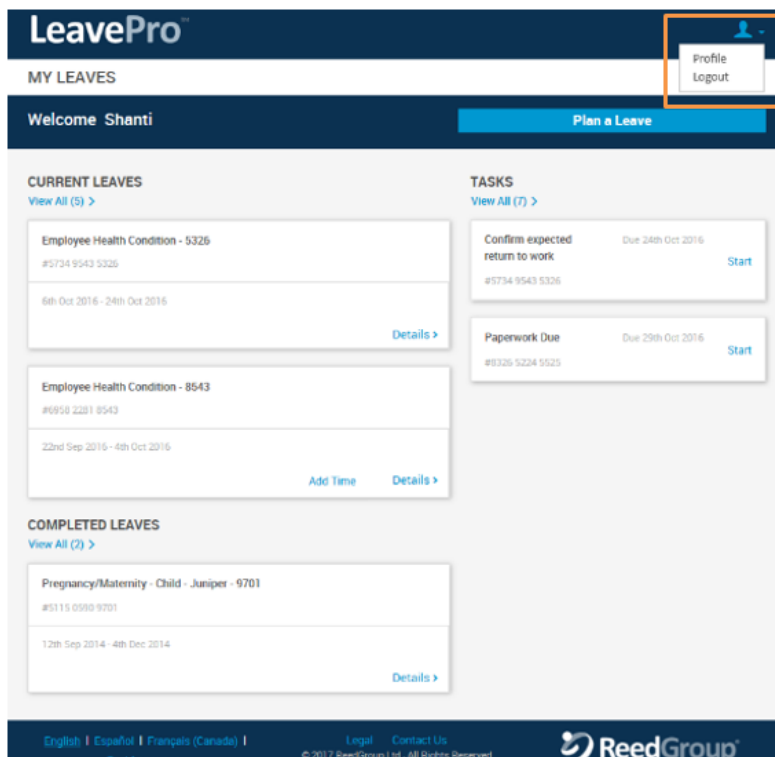 LeavePro™
Profile
Logout
MY LEAVES
Welcome Shanti
Plan a Leave
CURRENT LEAVES
View All (5) >
Employee Health Condition - 5326
#5734 9543 5326
6th Oct 2016 - 24th Oct 2016
Details >
Employee Health Condition - 8543
#6950 2281 8543
22nd Sep 2016 - 4th Oct 2016
Add Time Details >
COMPLETED LEAVES
View All (2) >
Pregnancy/Maternity - Child - Juniper - 9701
#5115 0580 9701
12th Sep 2014 - 4th Dec 2014
Details >
TASKS
View All (7) >
Confirm expected Due 24th Oct 2016
return to work
Start
#5734 9543 5326
Paperwork Due Due 29th Oct 2016
Start
#8326 5224 5525
English | Español | Français (Canada) |
Legal Contact Us
© 2017 ReedGroup Ltd. All Rights Reserved
ReedGroup